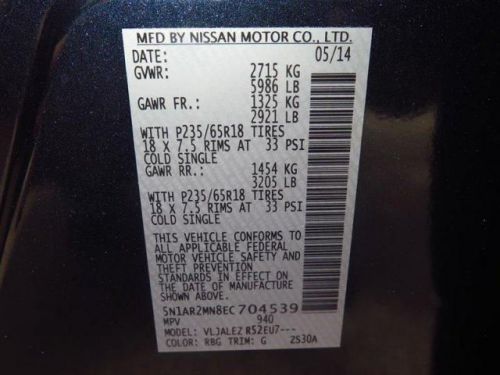 MFD BY NISSAN MOTOR CO., LTD.
DATE: 05/14
GVWR: 2715 KG
5986 LB
GAWR FR.: 1325 KG
2921 LB
WITH P235/65R18 TIRES
18 X 7.5 RIMS AT 33 PSI
COLD SINGLE
GAWR RR.: 1454 KG
3205 LB
WITH P235/65R18 TIRES
18 X 7.5 RIMS AT 33 PSI
COLD SINGLE
THIS VEHICLE CONFORMS TO
ALL APPLICABLE FEDERAL
MOTOR VEHICLE SAFETY AND
THEFT PREVENTION
STANDARDS IN EFFECT ON
THE DATE OF MANUFACTURE
SHOWN ABOVE.
5N1AR2MN8EC704539
MPV 940
MODEL: VLJALEZ R52EU7---
COLOR: RBG TRIM: G ZS30A